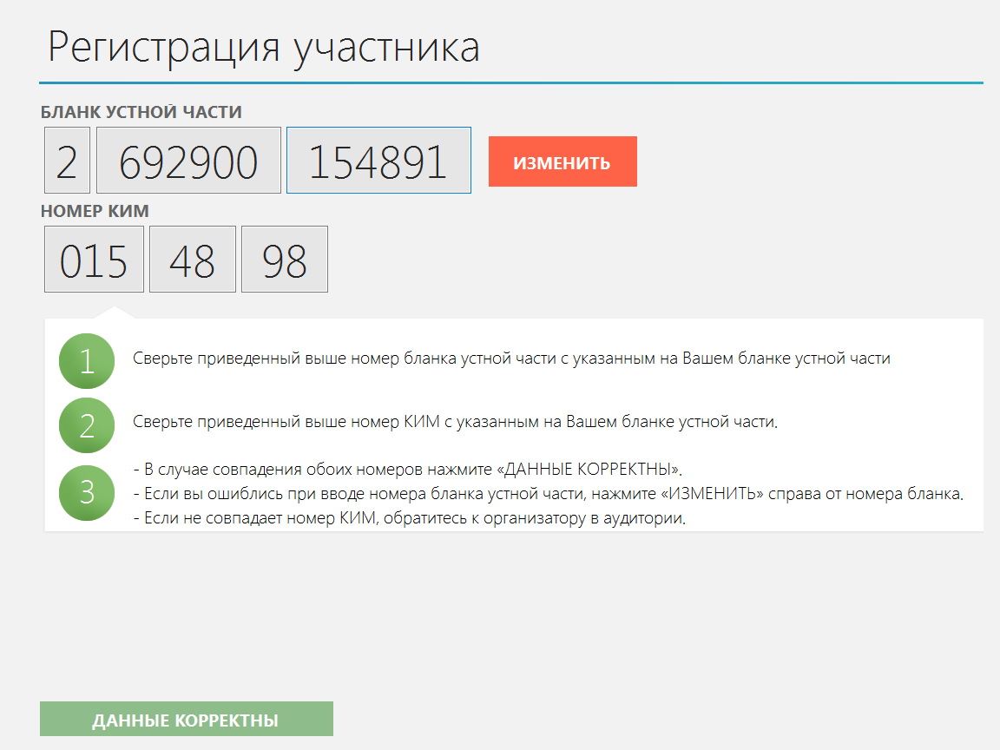 Регистрация участника
БЛАНК УСТНОЙ ЧАСТИ
2 692900 154891 ИЗМЕНИТЬ
НОМЕР КИМ
015 48 98
1 Сверьте приведенный выше номер бланка устной части с указанным на Вашем бланке устной части
2 Сверьте приведенный выше номер КИМ с указанным на Вашем бланке устной части.
3
- В случае совпадения обоих номеров нажмите «ДАННЫЕ КОРРЕКТНЫ».
- Если вы ошиблись при вводе номера бланка устной части, нажмите «ИЗМЕНИТЬ» справа от номера бланка.
- Если не совпадает номер КИМ, обратитесь к организатору в аудитории.
ДАННЫЕ КОРРЕКТНЫ